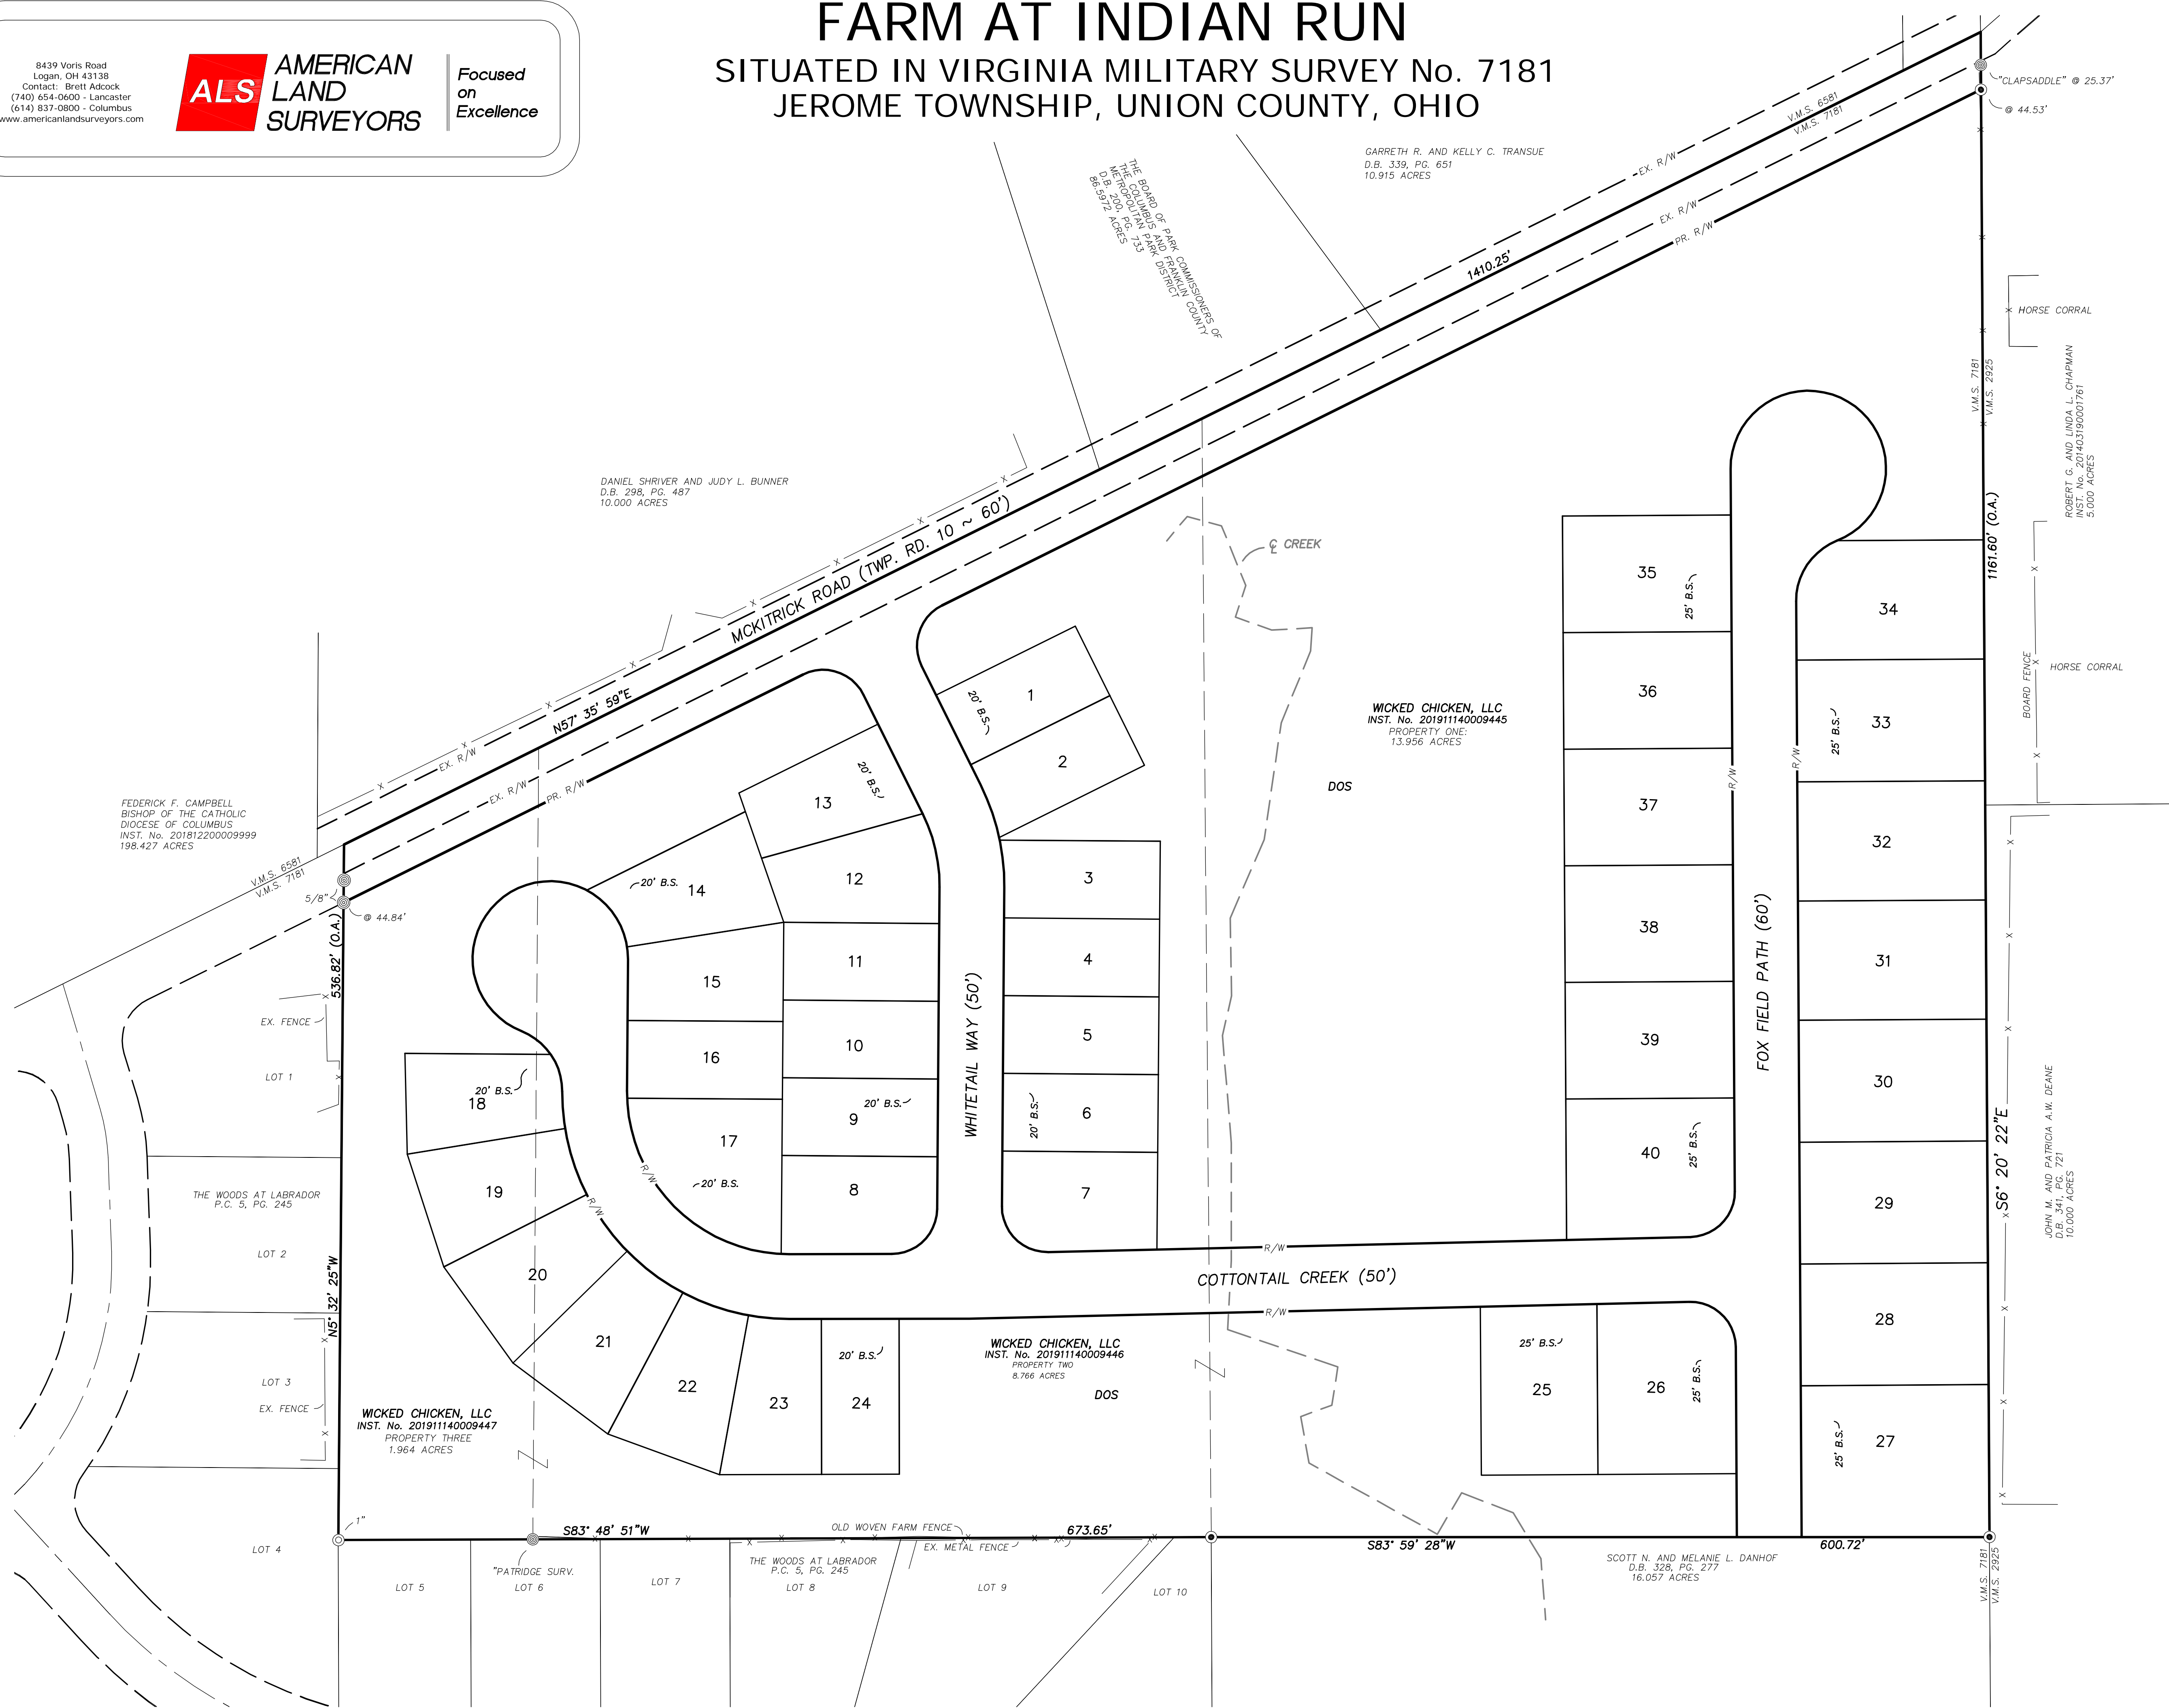 8439 Voris Road
Logan, OH 43138
Contact: Brett Adcock
(740) 654-0600 - Lancaster
(614) 837-0800 - Columbus
www.americanlandsurveyors.com
ALS
AMERICAN
LAND
SURVEYORS
Focused
on
Excellence
FARM AT INDIAN RUN
SITUATED IN VIRGINIA MILITARY SURVEY No. 7181
JEROME TOWNSHIP, UNION COUNTY, OHIO
"CLAPSADDLE" @ 25.37'
@ 44.53'
V.M.S. 6581
V.M.S. 7181
GARRETH R. AND KELLY C. TRANSUE
D.B. 339, PG. 651
10.915 ACRES
THE BOARD OF PARK COMMISSIONERS OF
THE COLUMBUS AND FRANKLIN COUNTY
METROPOLITAN PARK DISTRICT
D.B. 200, PG. 733
86.5972 ACRES
EX. R/W
EX. R/W
PR. R/W
1410.25'
HORSE CORRAL
V.M.S. 7181
V.M.S. 2925
ROBERT G. AND LINDA L. CHAPMAN
INST. No. 201403190001761
5.000 ACRES
DANIEL SHRIVER AND JUDY L. BUNNER
D.B. 298, PG. 487
10.000 ACRES
MCKITRICK ROAD (TWP. RD. 10 ~ 60')
℄ CREEK
1161.60' (O.A.)
35
25' B.S.
34
36
BOARD FENCE
HORSE CORRAL
N57° 35' 59"E
1
20' B.S.
2
WICKED CHICKEN, LLC
INST. No. 201911140009445
PROPERTY ONE:
13.956 ACRES
DOS
33
25' B.S.
R/W
R/W
EX. R/W
EX. R/W
PR. R/W
13
20' B.S.
37
32
FEDERICK F. CAMPBELL
BISHOP OF THE CATHOLIC
DIOCESE OF COLUMBUS
INST. No. 201812200009999
198.427 ACRES
V.M.S. 6581
V.M.S. 7181
5/8"
@ 44.84'
536.82' (O.A.)
20' B.S.
14
12
3
38
FOX FIELD PATH (60')
15
11
4
31
EX. FENCE
LOT 1
16
10
WHITETAIL WAY (50')
5
39
20' B.S.
18
30
9
20' B.S.
6
20' B.S.
17
20' B.S.
40
25' B.S.
S6° 20' 22"E
JOHN M. AND PATRICIA A.W. DEANE
D.B. 341, PG. 721
10.000 ACRES
THE WOODS AT LABRADOR
P.C. 5, PG. 245
19
R/W
R/W
8
7
29
LOT 2
N5° 32' 25"W
20
R/W
COTTONTAIL CREEK (50')
R/W
21
WICKED CHICKEN, LLC
INST. No. 201911140009446
PROPERTY TWO
8.766 ACRES
DOS
20' B.S.
25' B.S.
28
LOT 3
EX. FENCE
22
23
24
25
26
25' B.S.
WICKED CHICKEN, LLC
INST. No. 201911140009447
PROPERTY THREE
1.964 ACRES
27
25' B.S.
1"
LOT 4
S83° 48' 51"W
OLD WOVEN FARM FENCE
673.65'
EX. METAL FENCE
S83° 59' 28"W
600.72'
"PATRIDGE SURV.
THE WOODS AT LABRADOR
P.C. 5, PG. 245
SCOTT N. AND MELANIE L. DANHOF
D.B. 328, PG. 277
16.057 ACRES
V.M.S. 7181
V.M.S. 2925
LOT 5
LOT 6
LOT 7
LOT 8
LOT 9
LOT 10